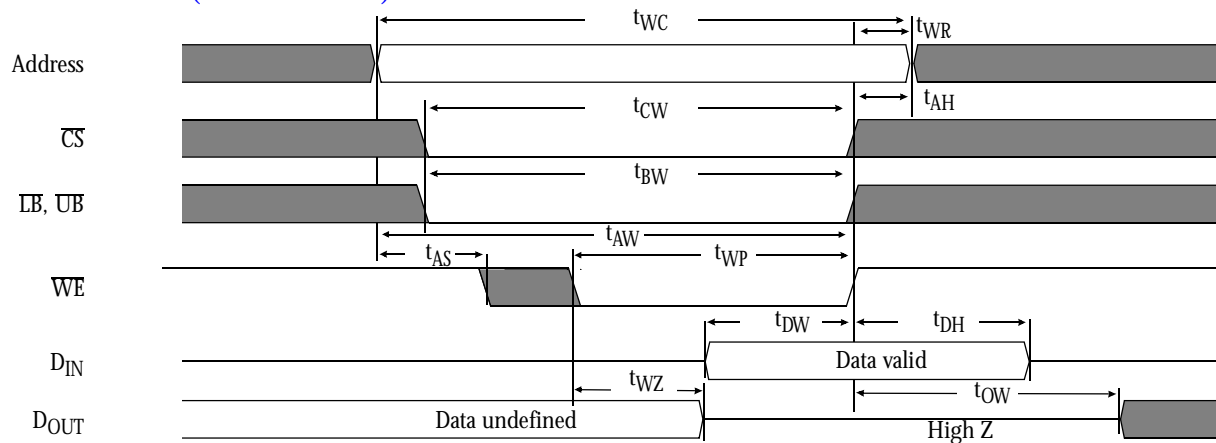 tWC
tWR
Address
tCW
tAH
CS
tBW
LB, UB
tAW
tAS
tWP
WE
tDW
tDH
DIN
Data valid
tWZ
tOW
DOUT
Data undefined
High Z